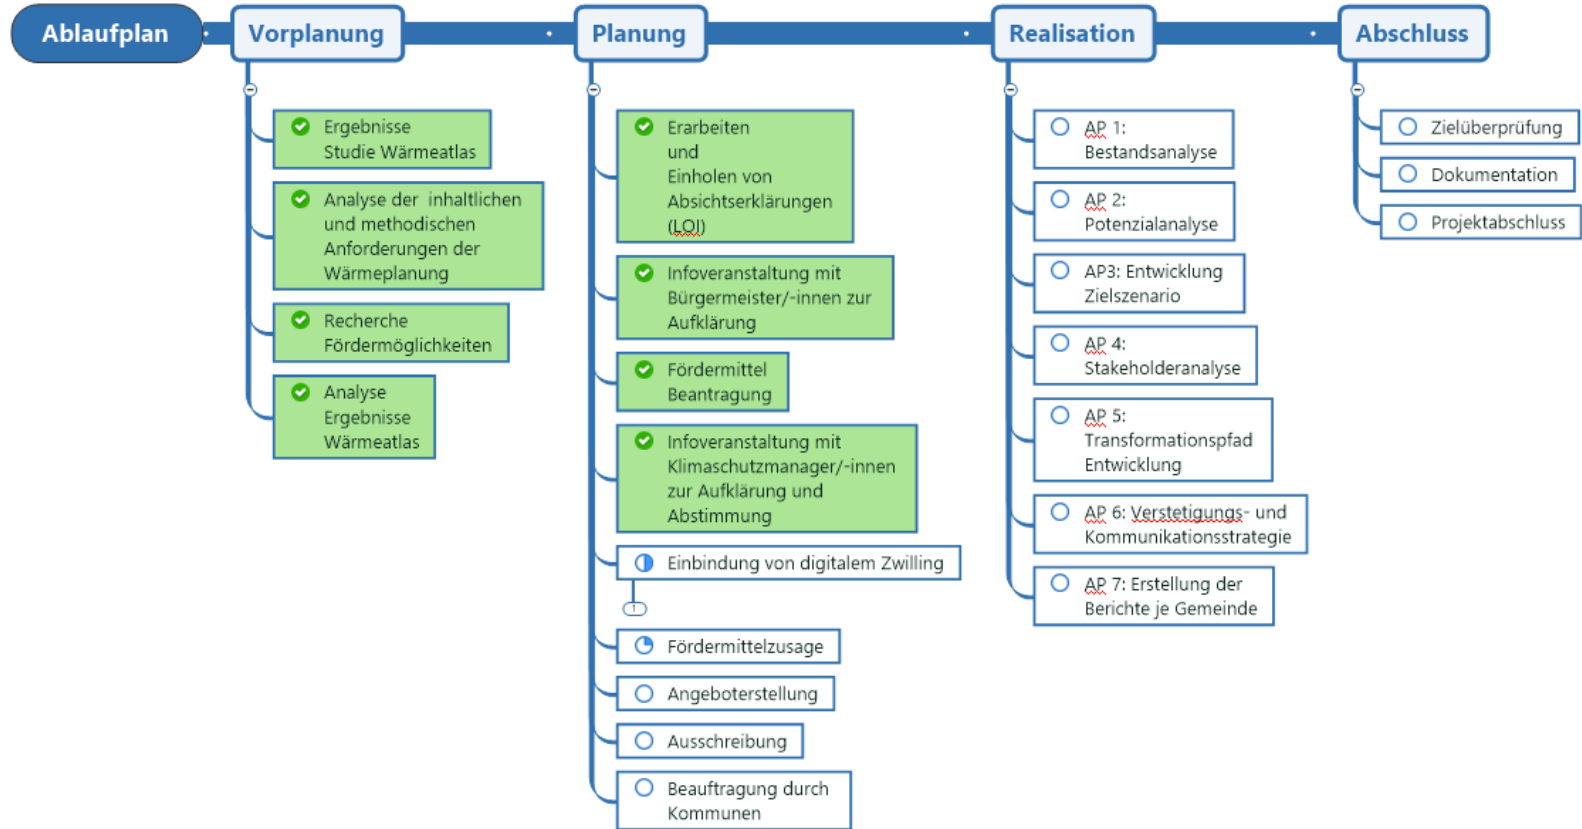 Ablaufplan
Vorplanung
Planung
Realisation
Abschluss
Ergebnisse
Studie Wärmeatlas
Analyse der  inhaltlichen
und methodischen
Anforderungen der
Wärmeplanung
Recherche
Fördermöglichkeiten
Analyse
Ergebnisse
Wärmeatlas
Erarbeiten
und
Einholen von
Absichtserklärungen
(LOI)
Infoveranstaltung mit
Bürgermeister/-innen zur
Aufklärung
Fördermittel
Beantragung
Infoveranstaltung mit
Klimaschutzmanager/-innen
zur Aufklärung und
Abstimmung
Einbindung von digitalem Zwilling
1
Fördermittelzusage
Angeboterstellung
Ausschreibung
Beauftragung durch
Kommunen
AP 1:
Bestandsanalyse
AP 2:
Potenzialanalyse
AP3: Entwicklung
Zielszenario
AP 4:
Stakeholderanalyse
AP 5:
Transformationspfad
Entwicklung
AP 6: Verstetigungs- und
Kommunikationsstrategie
AP 7: Erstellung der
Berichte je Gemeinde
Zielüberprüfung
Dokumentation
Projektabschluss